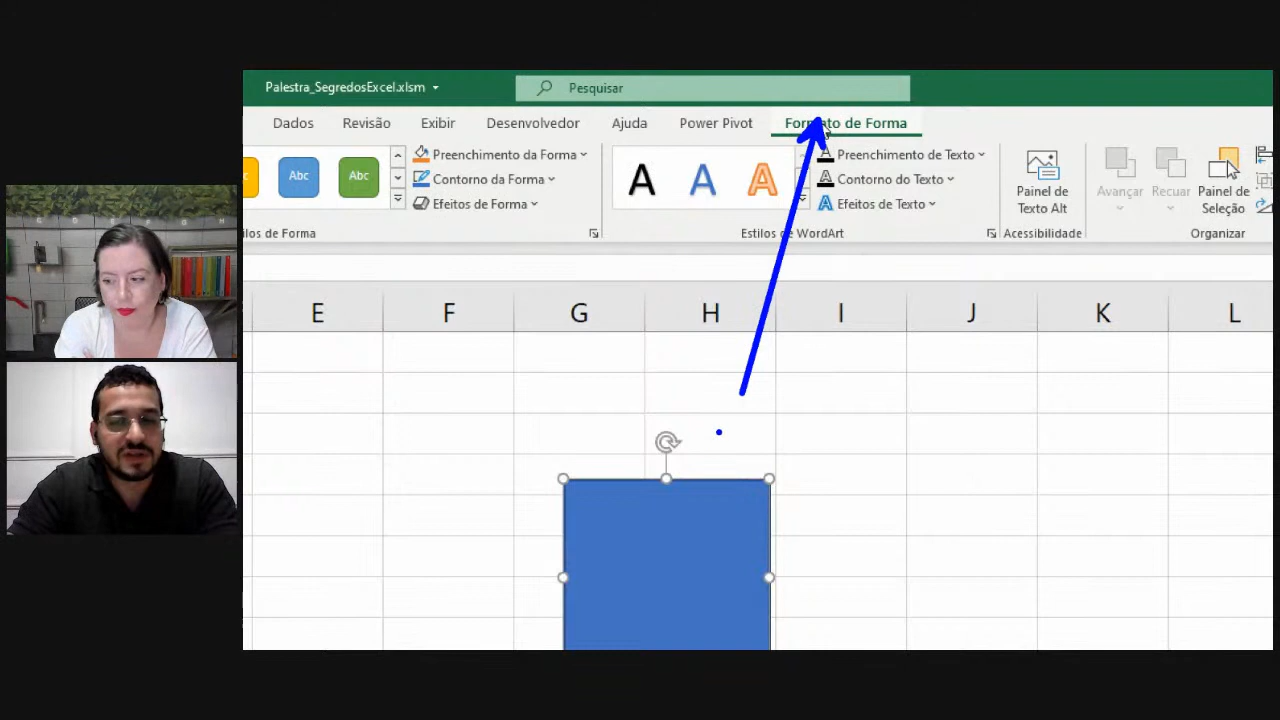 Palestra_SegredosExcel.xlsm
Pesquisar
Dados Revisão Exibir Desenvolvedor Ajuda Power Pivot Formato de Forma
Abc Abc
Preenchimento da Forma
Contorno da Forma
Efeitos de Forma
A A A
Preenchimento de Texto
Contorno do Texto
Efeitos de Texto
A
Painel de
Texto Alt
Avançar
Recuar
Painel de
Seleção
los de Forma
Estilos de WordArt
Acessibilidade
Organizar
E F G H I J K L